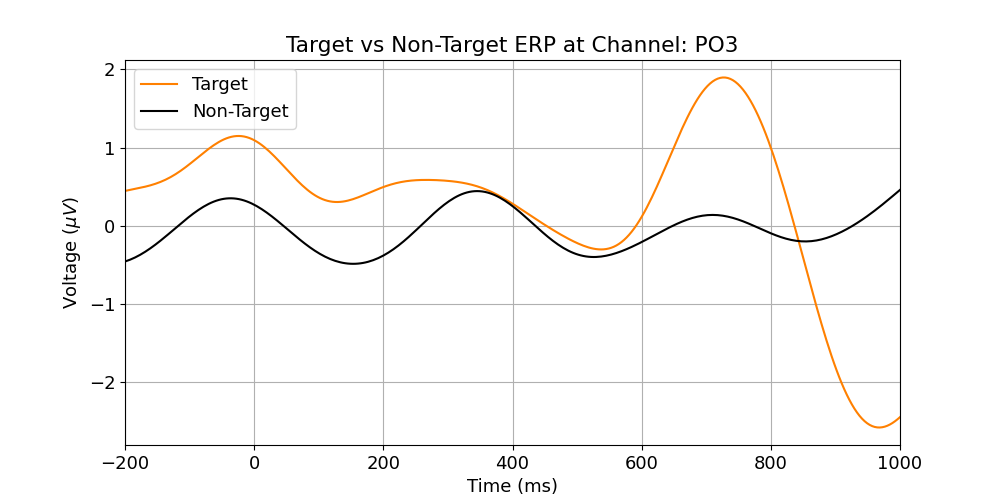 Target vs Non-Target ERP at Channel: PO3
Target
Non-Target
2
1
0
−1
−2
Voltage (μV)
−200 0 200 400 600 800 1000
Time (ms)